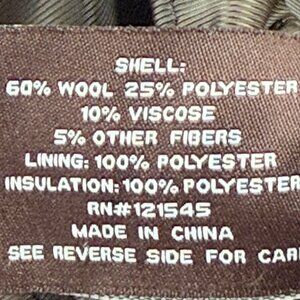 SHELL:
60% WOOL 25% POLYESTER
10% VISCOSE
5% OTHER FIBERS
LINING: 100% POLYESTER
INSULATION: 100% POLYESTER
RN#121545
MADE IN CHINA
SEE REVERSE SIDE FOR CAR